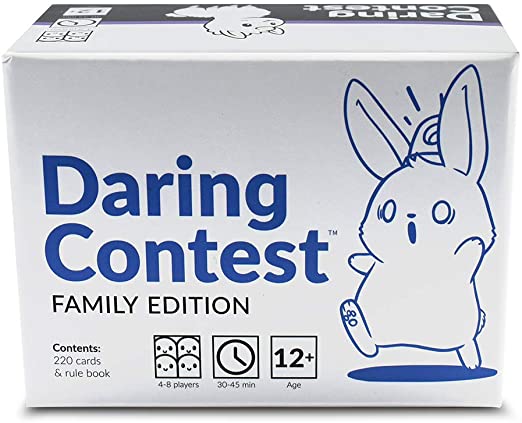 Daring
Contest
12+
Daring
Contest™
FAMILY EDITION
Contents:
220 cards
& rule book
4-8 players
30-45 min
12+
Age